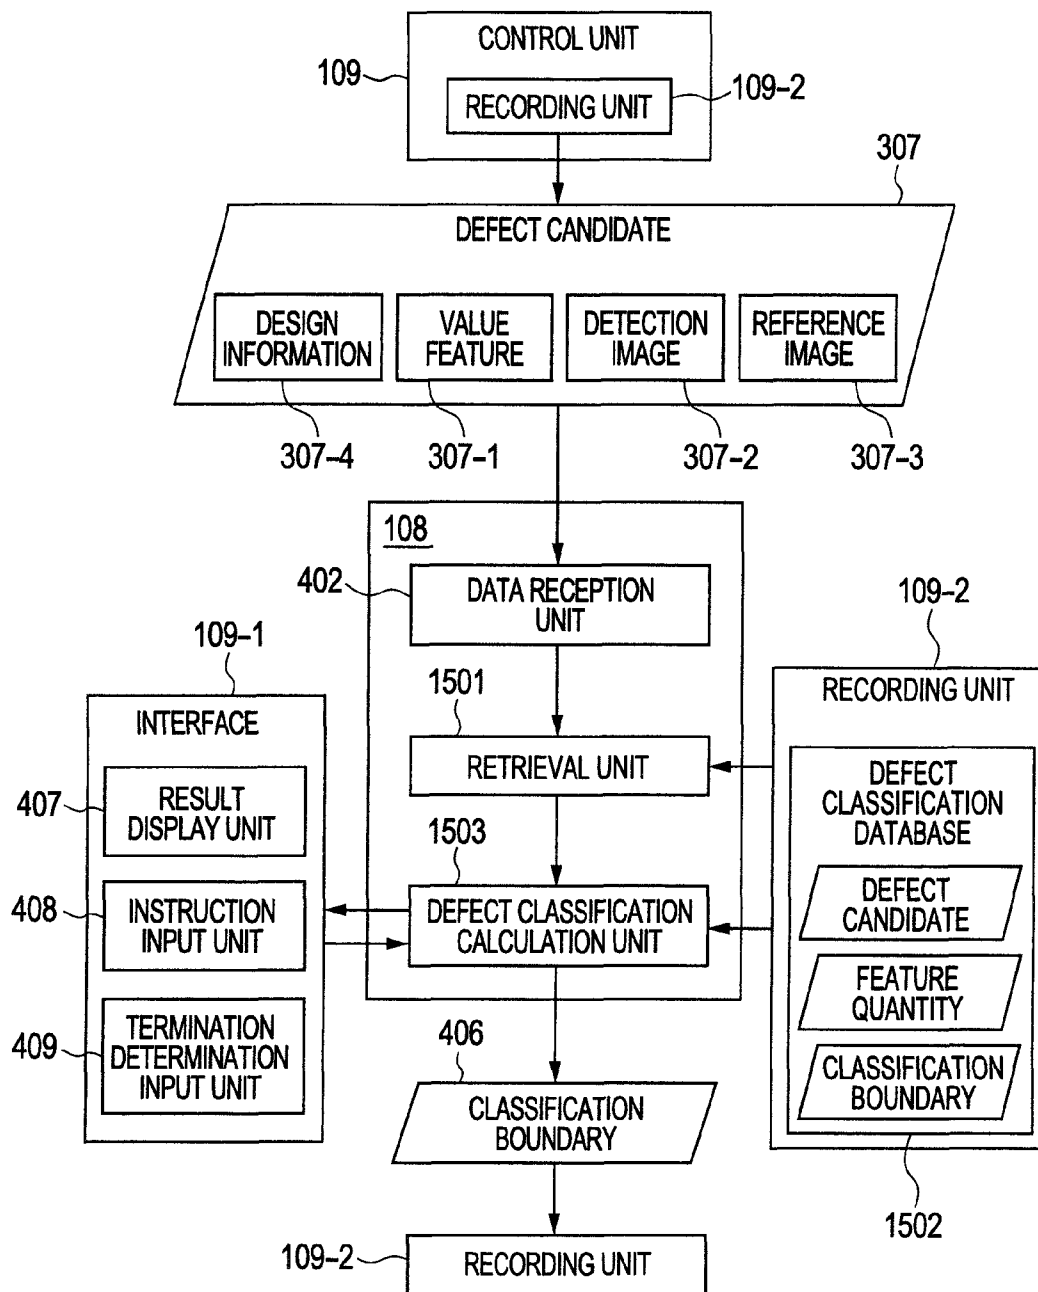 CONTROL UNIT
109
RECORDING UNIT
109-2
307
DEFECT CANDIDATE
DESIGN
INFORMATION
VALUE
FEATURE
DETECTION
IMAGE
REFERENCE
IMAGE
307-4
307-1
307-2
307-3
108
402
DATA RECEPTION
UNIT
109-1
109-2
1501
INTERFACE
RETRIEVAL UNIT
RECORDING UNIT
407
RESULT
DISPLAY UNIT
1503
DEFECT
CLASSIFICATION
DATABASE
408
INSTRUCTION
INPUT UNIT
DEFECT CLASSIFICATION
CALCULATION UNIT
DEFECT
CANDIDATE
FEATURE
QUANTITY
409
TERMINATION
DETERMINATION
INPUT UNIT
406
CLASSIFICATION
BOUNDARY
CLASSIFICATION
BOUNDARY
1502
109-2
RECORDING UNIT